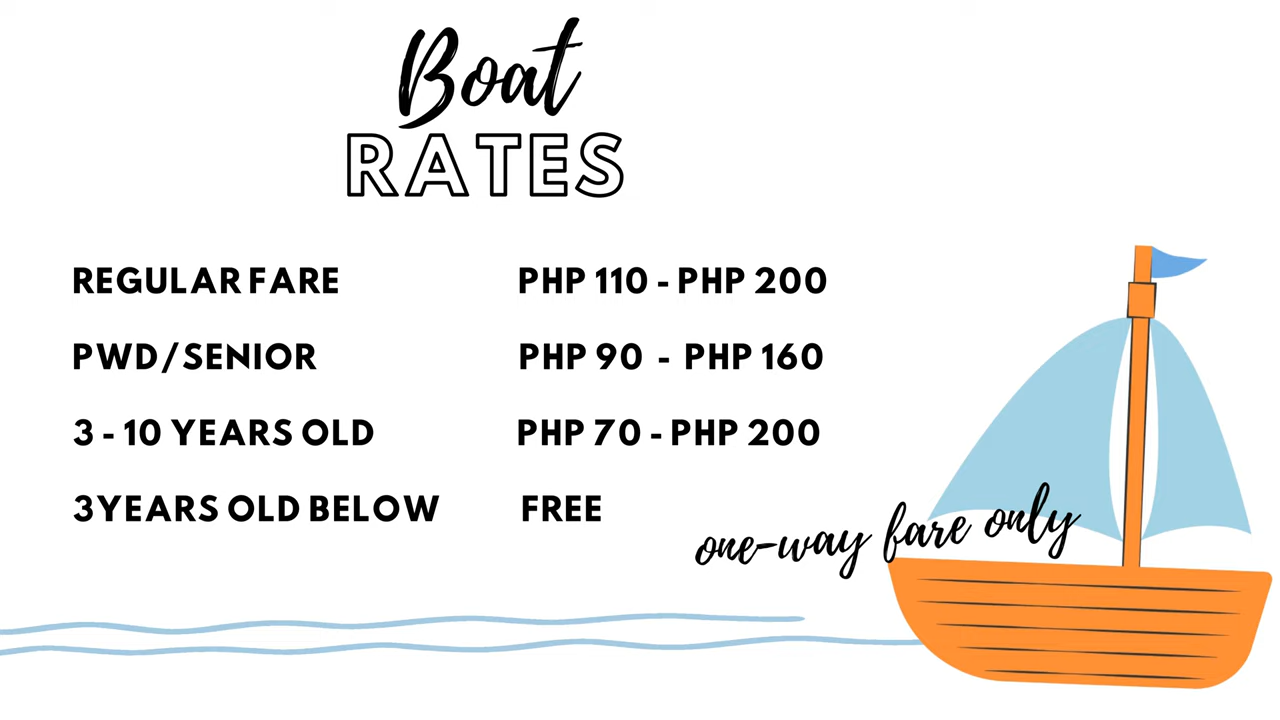 Boat
RATES
REGULAR FARE PHP 110 - PHP 200
PWD/SENIOR PHP 90 - PHP 160
3 - 10 YEARS OLD PHP 70 - PHP 200
3YEARS OLD BELOW FREE
one-way fare only